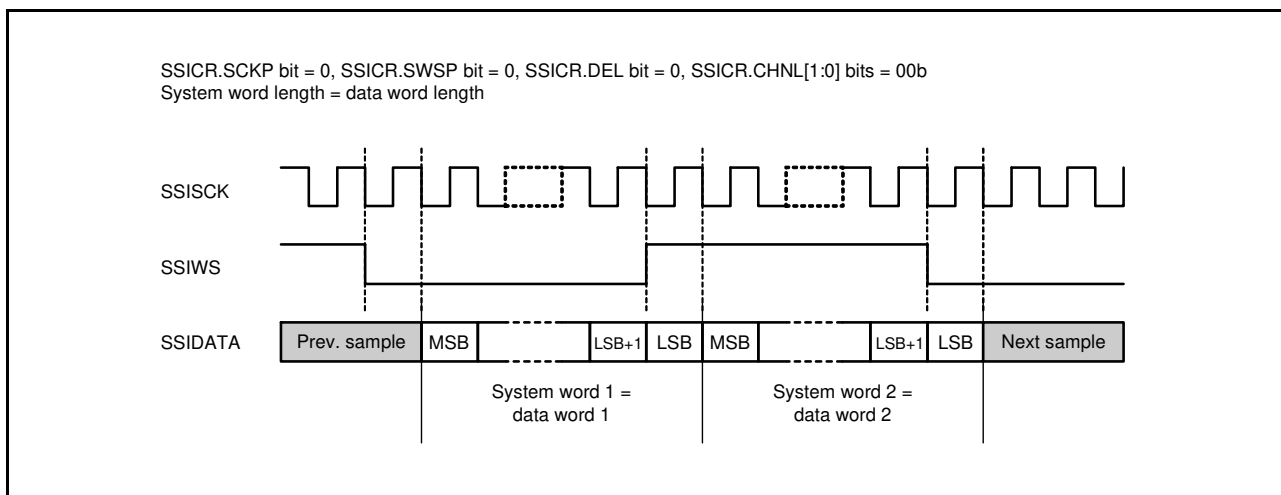 SSICR.SCKP bit = 0, SSICR.SWSP bit = 0, SSICR.DEL bit = 0, SSICR.CHNL[1:0] bits = 00b
System word length = data word length
SSISCK
SSIWS
SSIDATA Prev. sample MSB LSB+1 LSB MSB LSB+1 LSB Next sample
System word 1 = System word 2 =
data word 1 data word 2